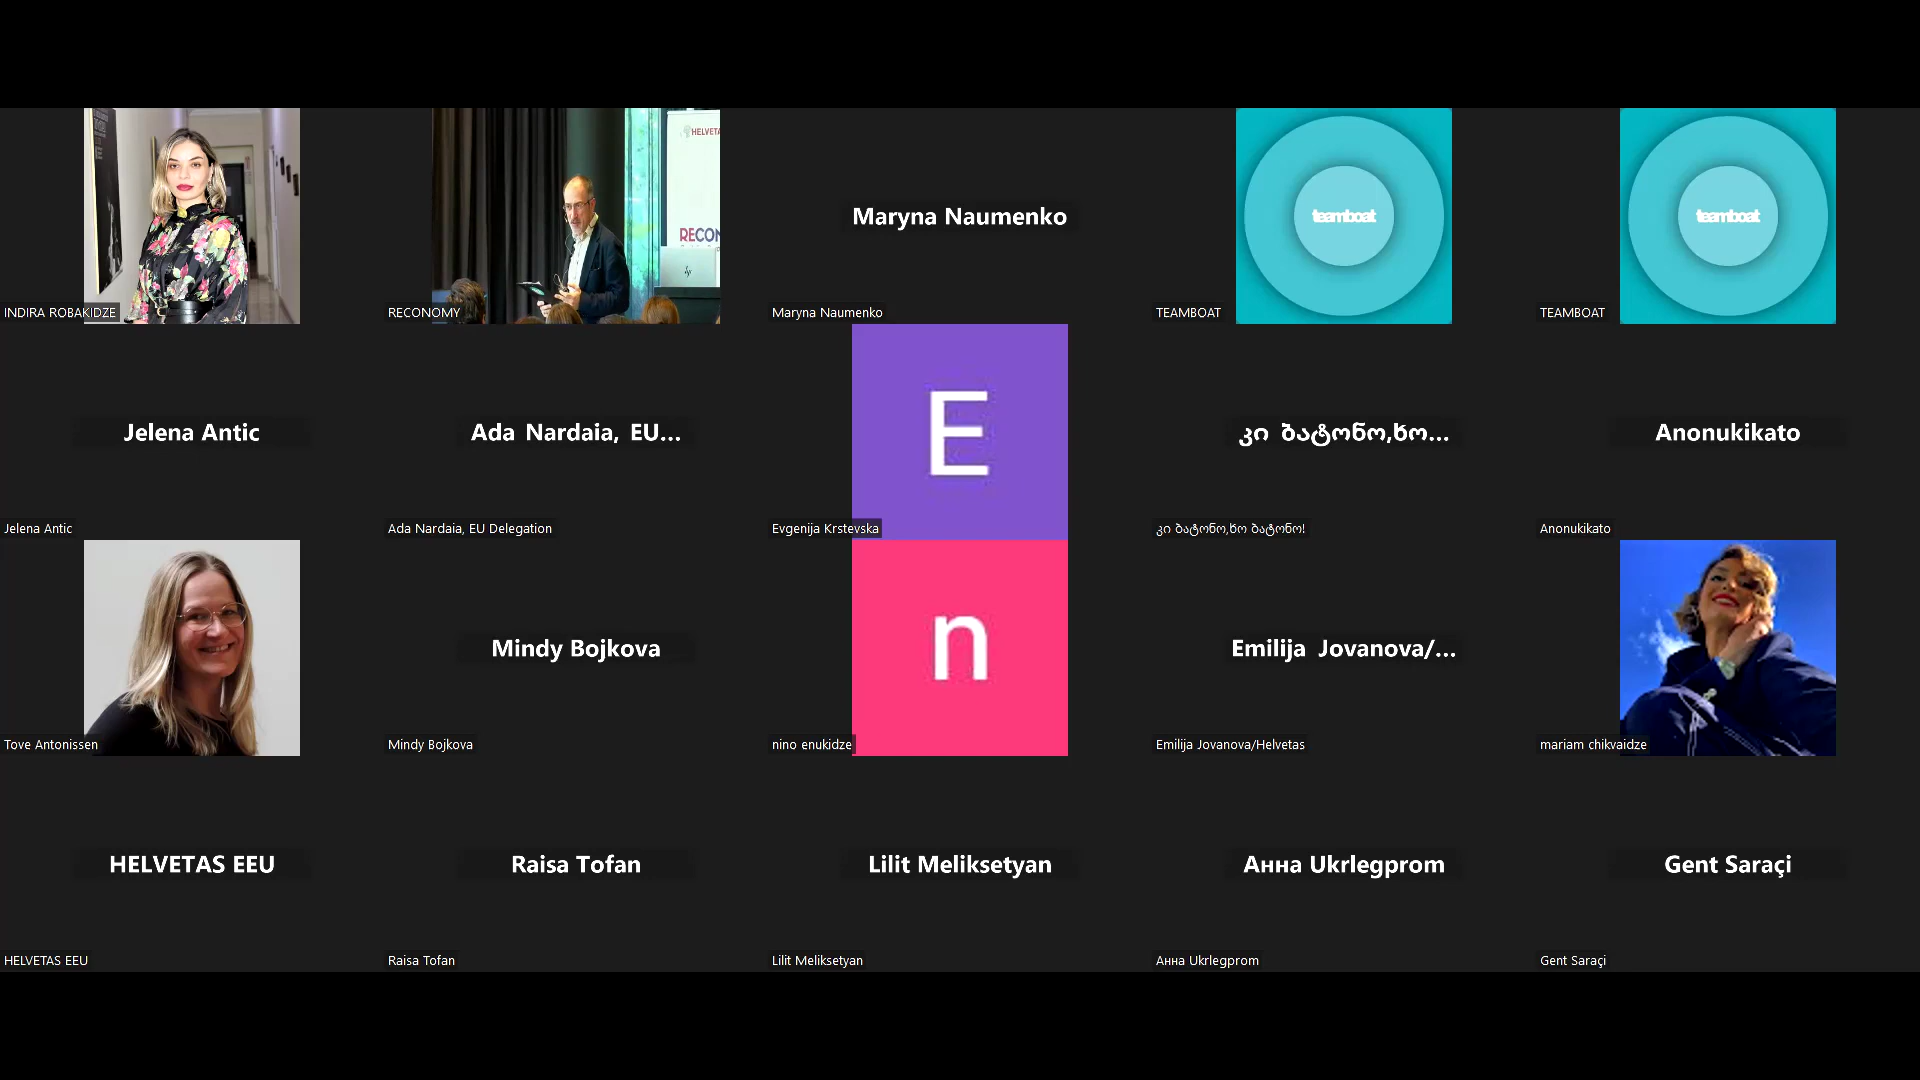 HELVETA
RECON
Maryna Naumenko
teamboat
teamboat
INDIRA ROBAKIDZE
RECONOMY
Maryna Naumenko
TEAMBOAT
TEAMBOAT
Jelena Antic
Ada Nardaia, EU...
E
კი ბატონო,ხო...
Anonukikato
Jelena Antic
Ada Nardaia, EU Delegation
Evgenija Krstevska
კი ბატონო,ხო ბატონო!
Anonukikato
Mindy Bojkova
n
Emilija Jovanova/...
Tove Antonissen
Mindy Bojkova
nino enukidze
Emilija Jovanova/Helvetas
mariam chikvaidze
HELVETAS EEU
Raisa Tofan
Lilit Meliksetyan
Анна Ukrlegprom
Gent Saraçi
HELVETAS EEU
Raisa Tofan
Lilit Meliksetyan
Анна Ukrlegprom
Gent Saraçi